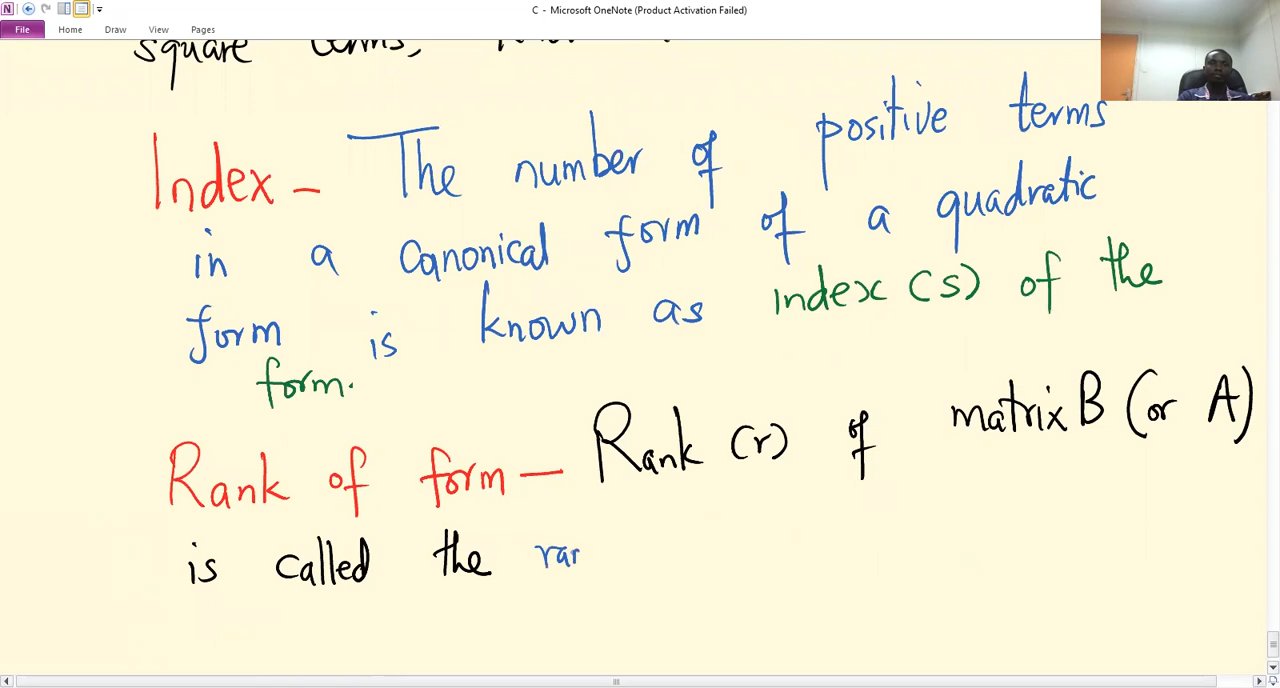 C - Microsoft OneNote (Product Activation Failed)
File Home Draw View Pages
square terms,
Index - The number of positive terms
in a canonical form of a quadratic
form is known as index (s) of the
form.
Rank of form - Rank (r) of matrix B (or A)
is called the ran